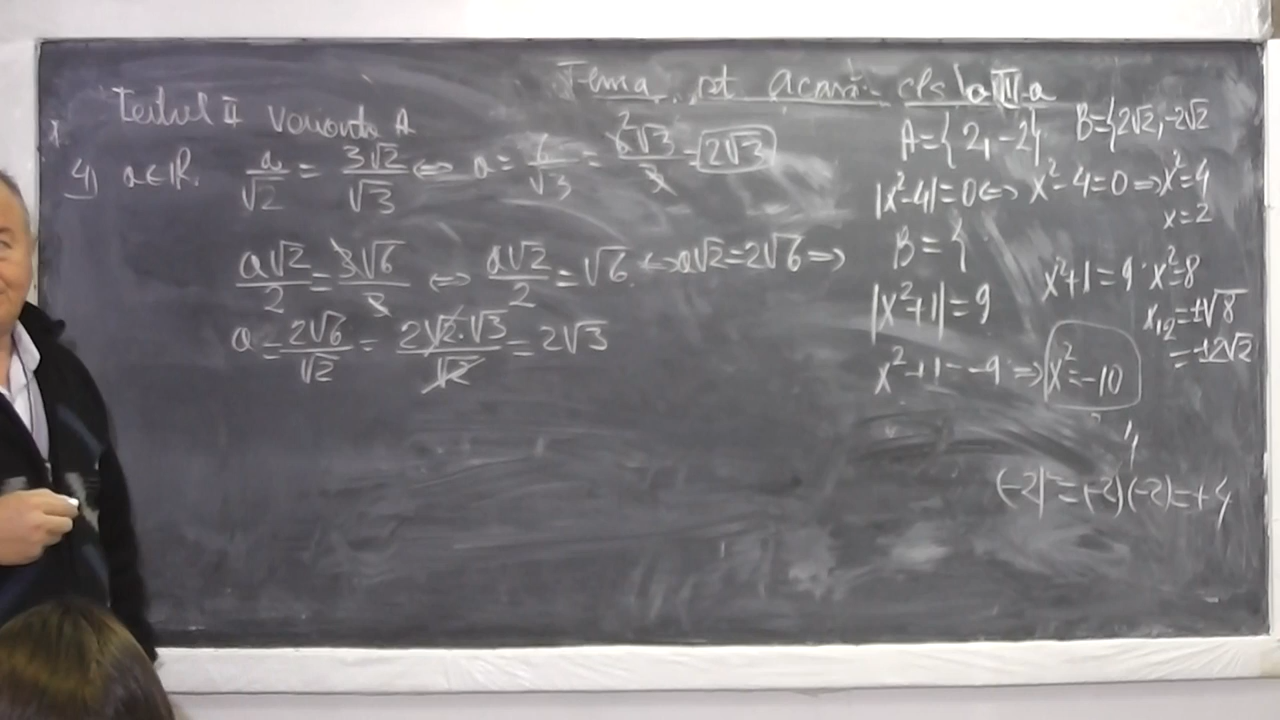 Tema pt acasă cls a III-a
Testul II Varianta A
4) a∈ℝ. a/√2 = 3√2/√3 ⇔ a = 6/√3 = 6√3/3 = 2√3
a√2/2 = 3√6/3 ⇔ a√2/2 = √6 ⇔ a√2 = 2√6 ⇒
a = 2√6/√2 = 2√2·√3/√2 = 2√3
A = { 2, -2}
B = {2√2, -2√2
|x²-4| = 0 ⇔ x²-4 = 0 ⇒ x² = 4
x = 2
B = {
|x²+1| = 9
x²+1 = 9 x² = 8
x₁,₂ = ±√8
= ±2√2
x²+1 = -9 ⇒ x² = -10
(-2)² = (-2)(-2) = +4